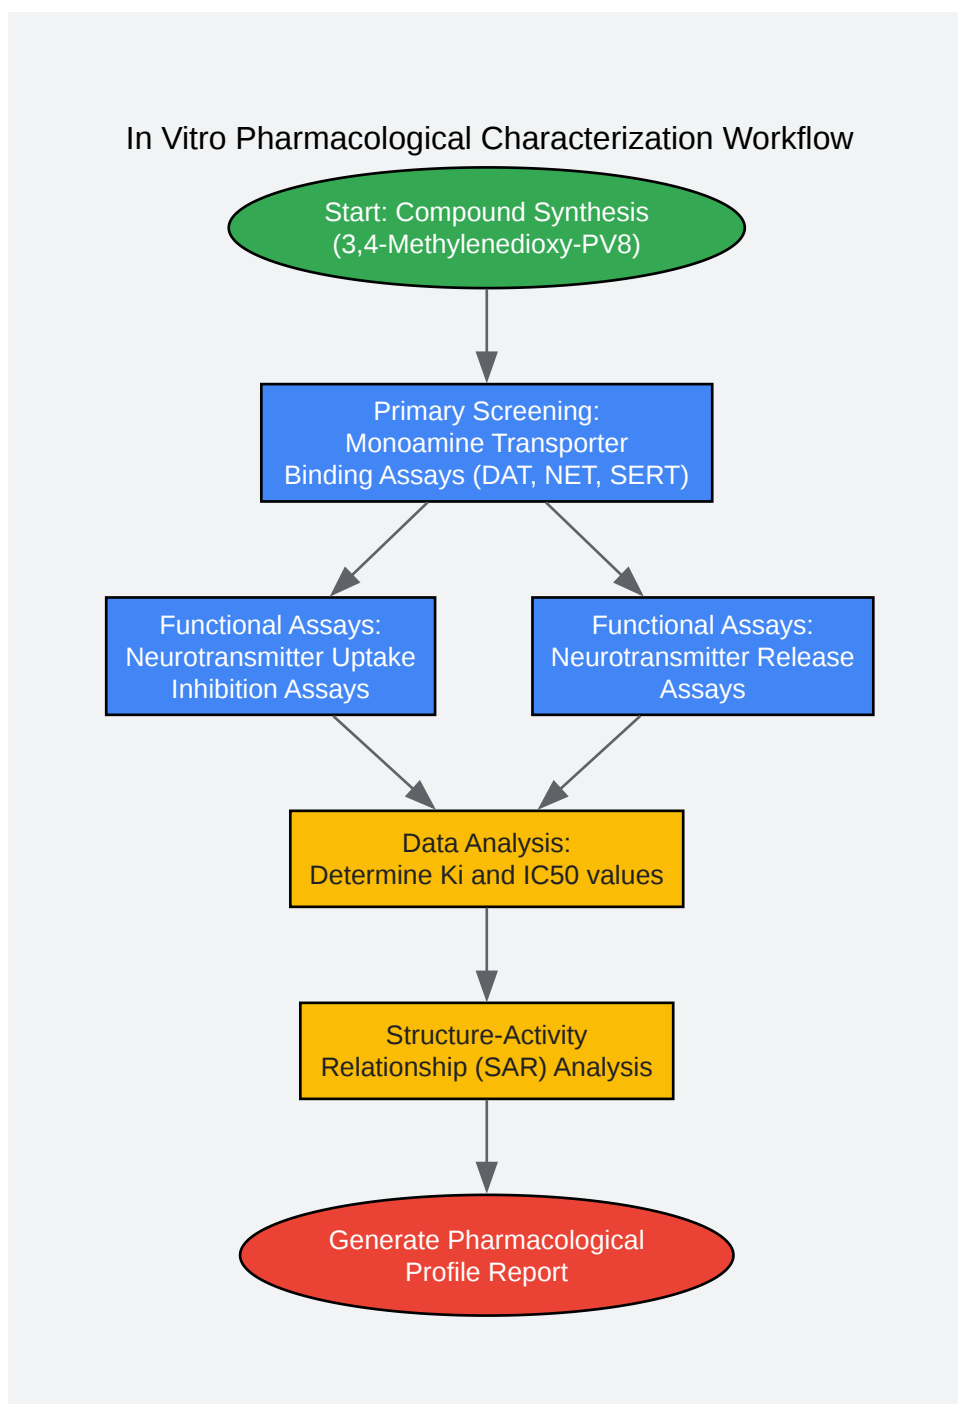 In Vitro Pharmacological Characterization Workflow
Start: Compound Synthesis
(3,4-Methylenedioxy-PV8)
Primary Screening:
Monoamine Transporter
Binding Assays (DAT, NET, SERT)
Functional Assays:
Neurotransmitter Uptake
Inhibition Assays
Functional Assays:
Neurotransmitter Release
Assays
Data Analysis:
Determine Ki and IC50 values
Structure-Activity
Relationship (SAR) Analysis
Generate Pharmacological
Profile Report